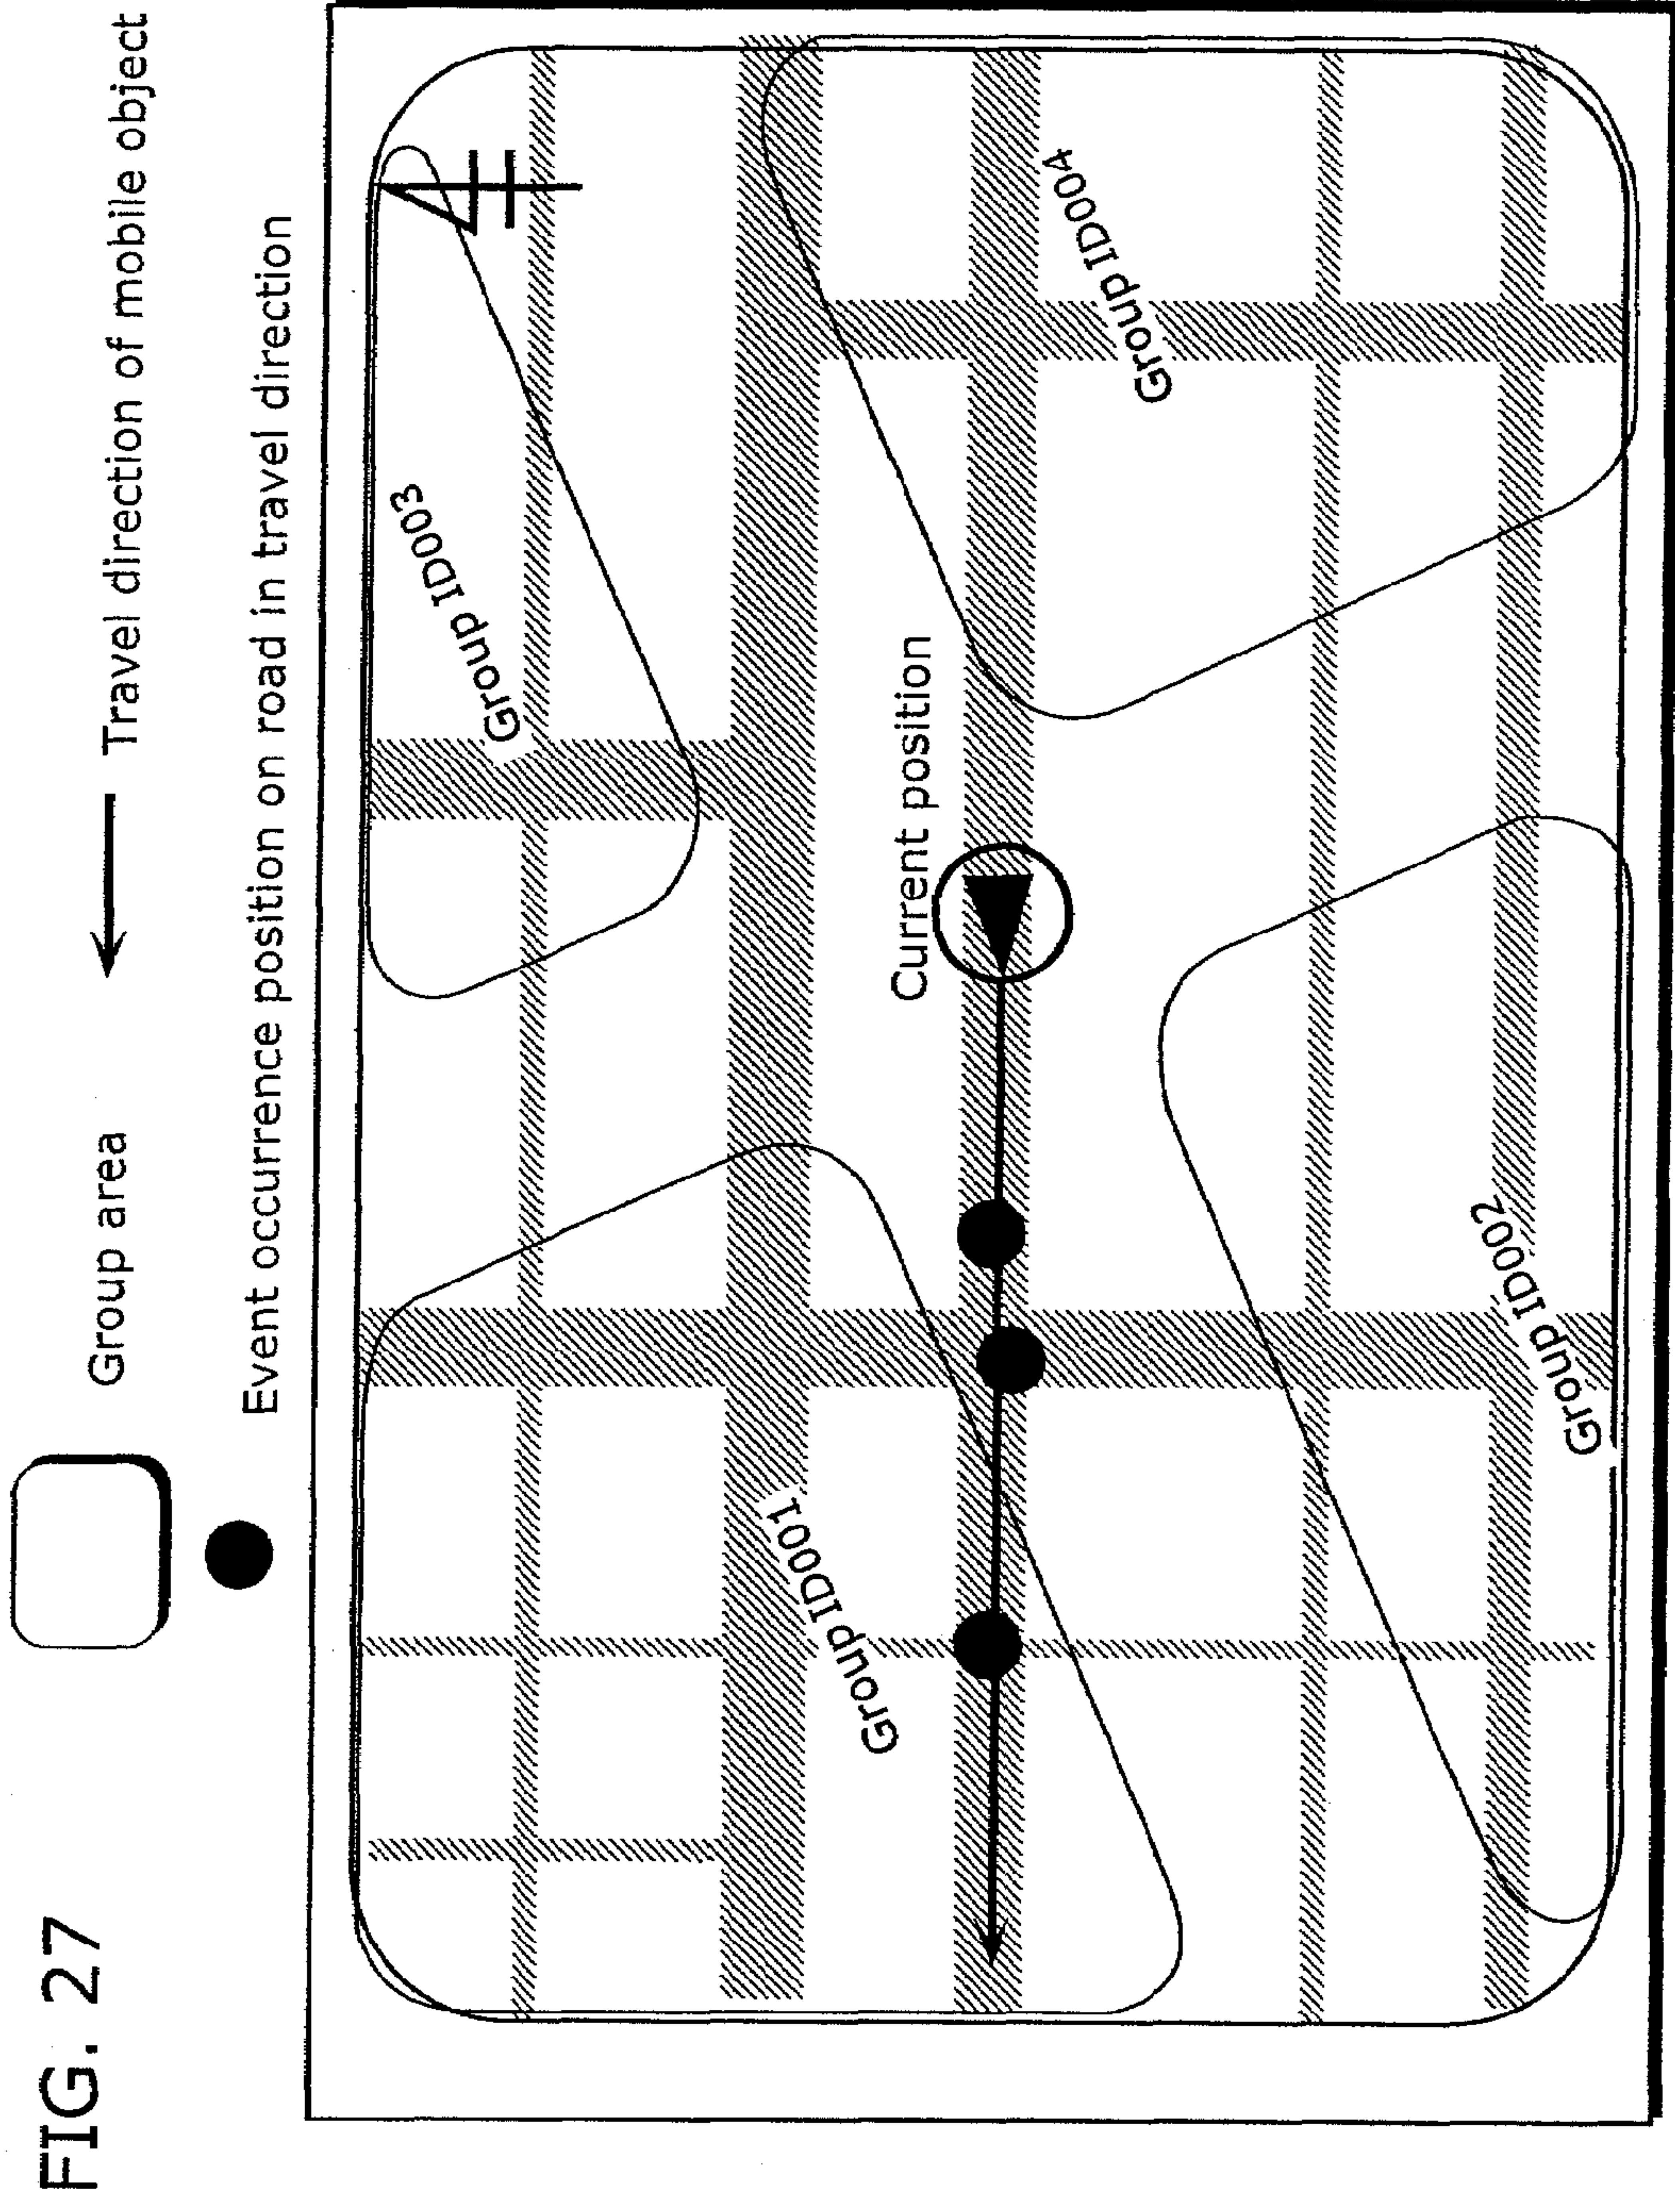 FIG. 27
Group area
Travel direction of mobile object
Event occurrence position on road in travel direction
Group ID003
Group ID001
Current position
Group ID004
Group ID002